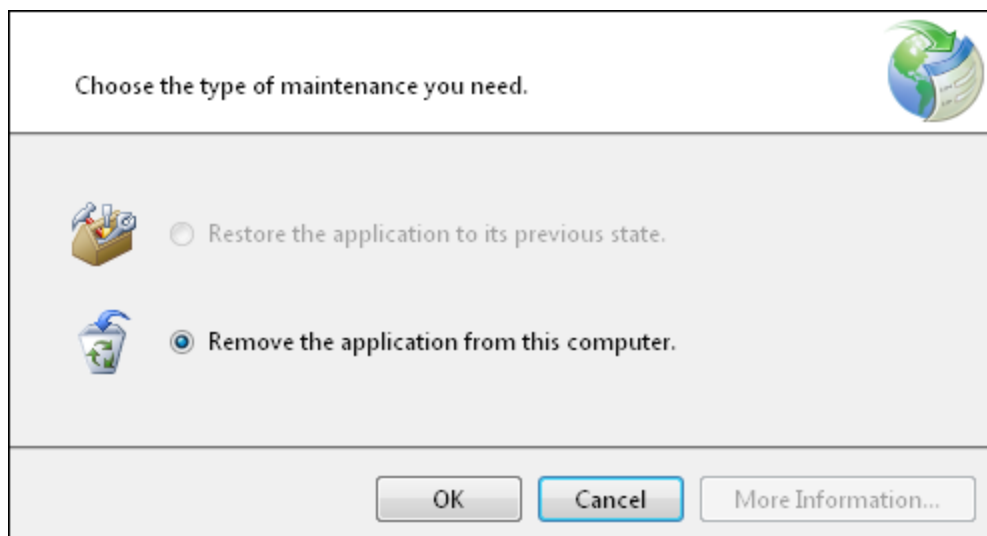 Choose the type of maintenance you need.
Restore the application to its previous state.
Remove the application from this computer.
OK
Cancel
More Information...